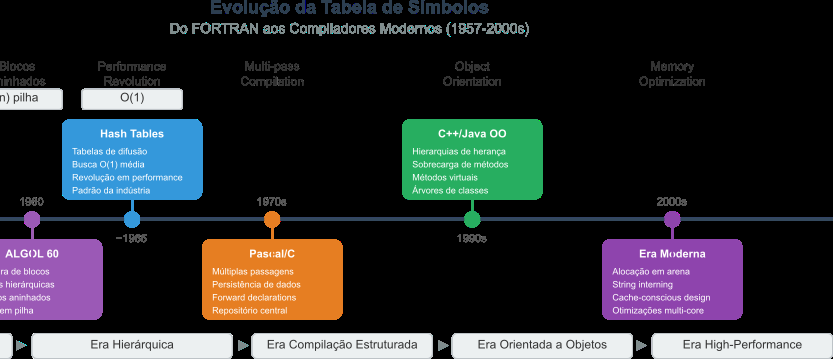 Evolução da Tabela de Símbolos
Do FORTRAN aos Compiladores Modernos (1957-2000s)
Blocos
ninhados
n) pilha
Performance
Revolution
O(1)
Multi-pass
Compilation
Object
Orientation
Memory
Optimization
Hash Tables
Tabelas de difusão
Busca O(1) média
Revolução em performance
Padrão da indústria
C++/Java OO
Hierarquias de herança
Sobrecarga de métodos
Métodos virtuais
Árvores de classes
1960
~1965
1970s
1990s
2000s
ALGOL 60
ra de blocos
s hierárquicas
os aninhados
em pilha
Pascal/C
Múltiplas passagens
Persistência de dados
Forward declarations
Repositório central
Era Moderna
Alocação em arena
String interning
Cache-conscious design
Otimizações multi-core
Era Hierárquica
Era Compilação Estruturada
Era Orientada a Objetos
Era High-Performance